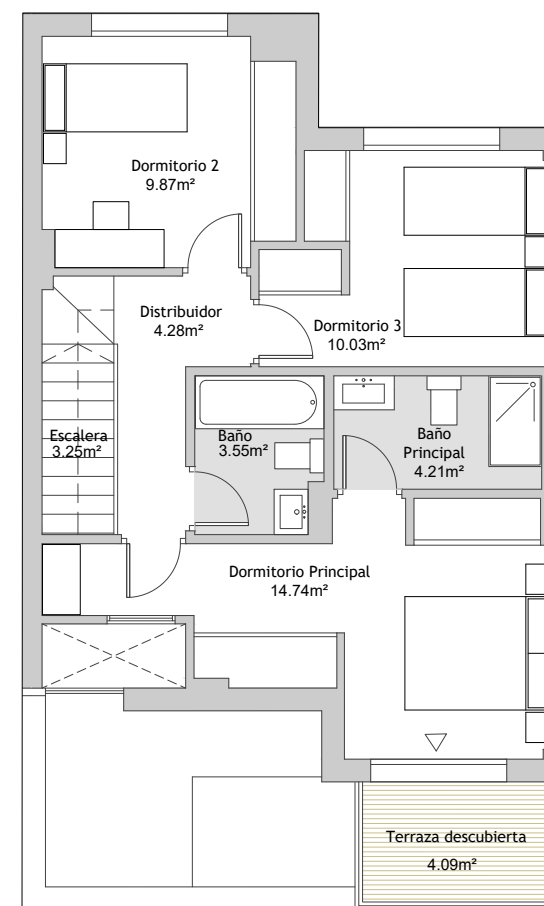 Dormitorio 2
9.87m²
Distribuidor
4.28m²
Dormitorio 3
10.03m²
Escalera
3.25m²
Baño
3.55m²
Baño
Principal
4.21m²
Dormitorio Principal
14.74m²
Terraza descubierta
4.09m²